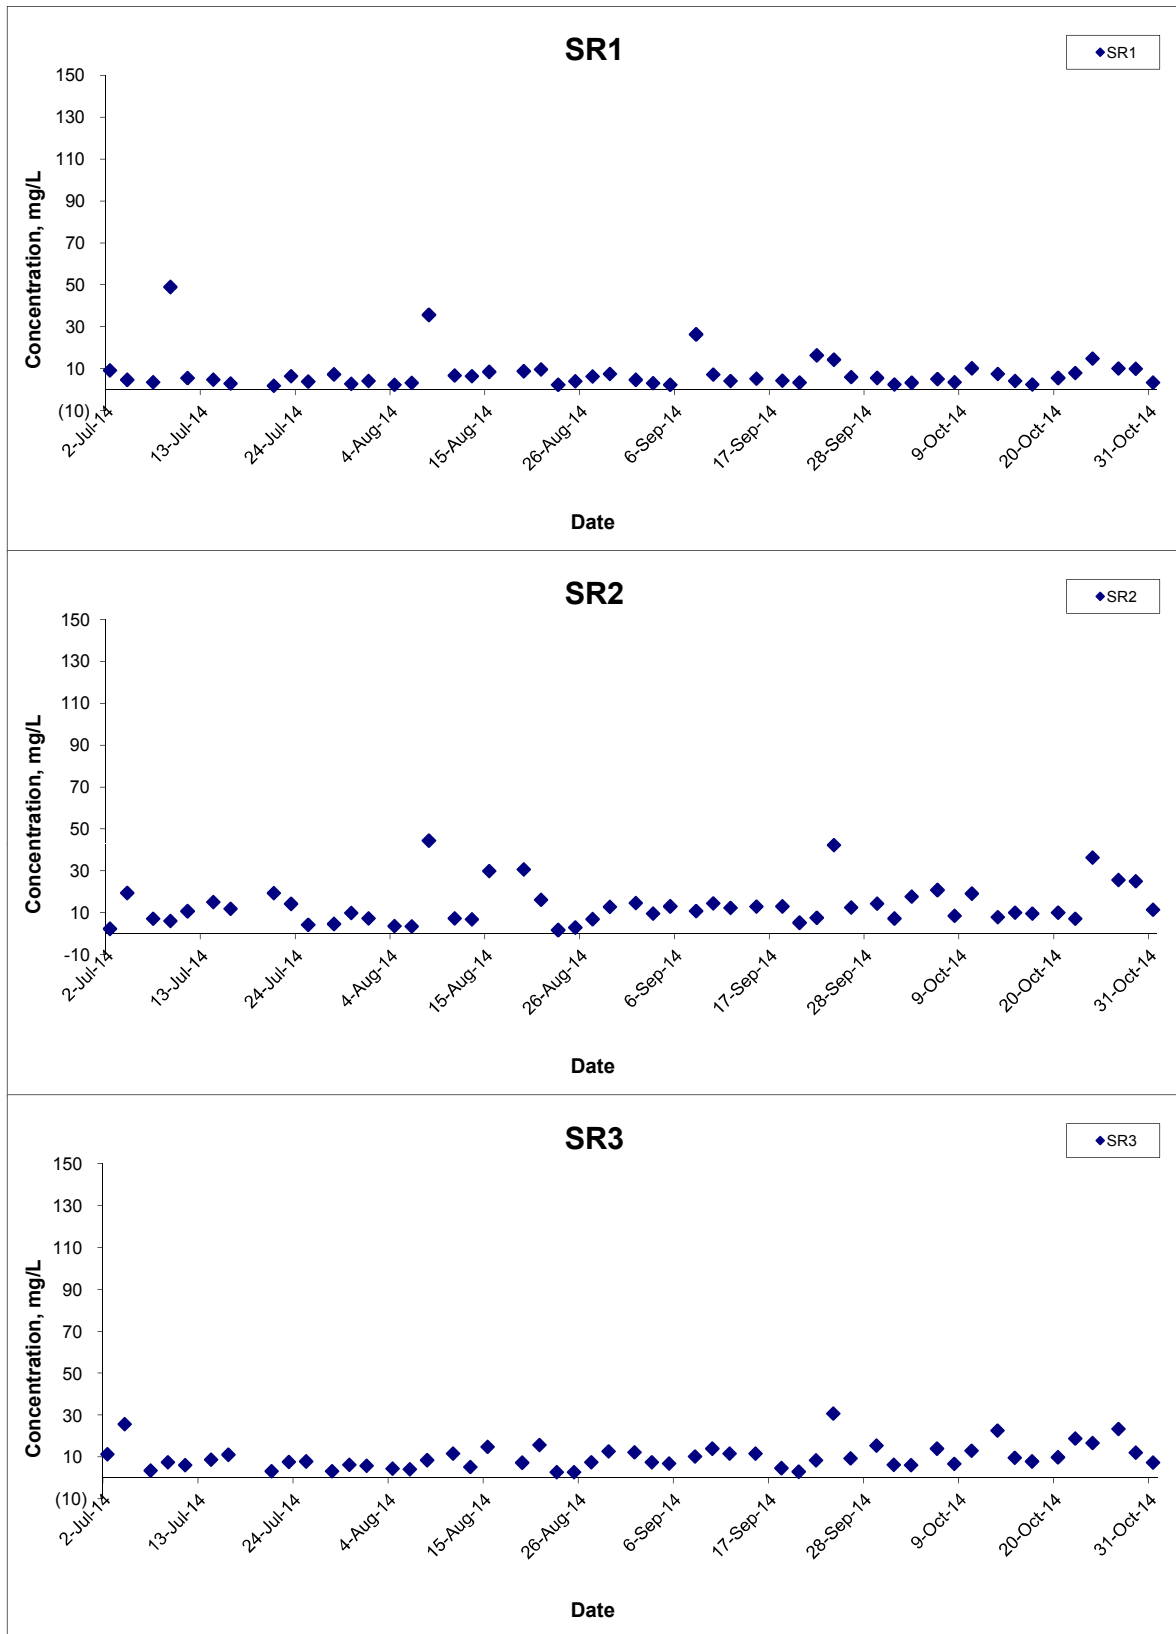 SR1
SR1
150
130
110
90
70
50
30
10
(10)
Concentration, mg/L
2-Jul-14
13-Jul-14
24-Jul-14
4-Aug-14
15-Aug-14
26-Aug-14
6-Sep-14
17-Sep-14
28-Sep-14
9-Oct-14
20-Oct-14
31-Oct-14
Date
SR2
SR2
150
130
110
90
70
50
30
10
-10
Concentration, mg/L
2-Jul-14
13-Jul-14
24-Jul-14
4-Aug-14
15-Aug-14
26-Aug-14
6-Sep-14
17-Sep-14
28-Sep-14
9-Oct-14
20-Oct-14
31-Oct-14
Date
SR3
SR3
150
130
110
90
70
50
30
10
(10)
Concentration, mg/L
2-Jul-14
13-Jul-14
24-Jul-14
4-Aug-14
15-Aug-14
26-Aug-14
6-Sep-14
17-Sep-14
28-Sep-14
9-Oct-14
20-Oct-14
31-Oct-14
Date